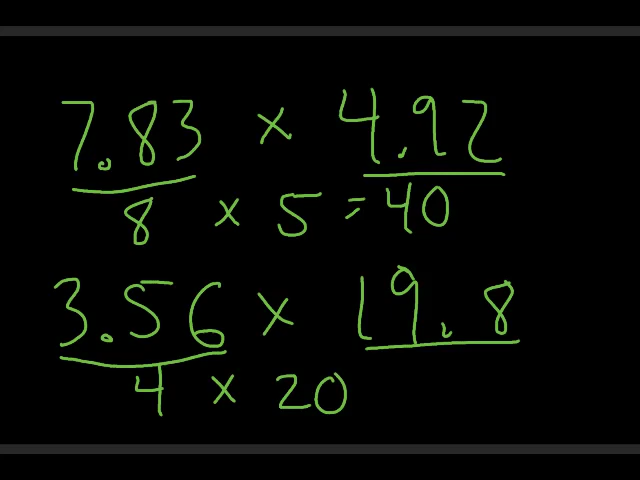 7.83 × 4.92
8 × 5 = 40
3.56 × 19.8
4 × 20